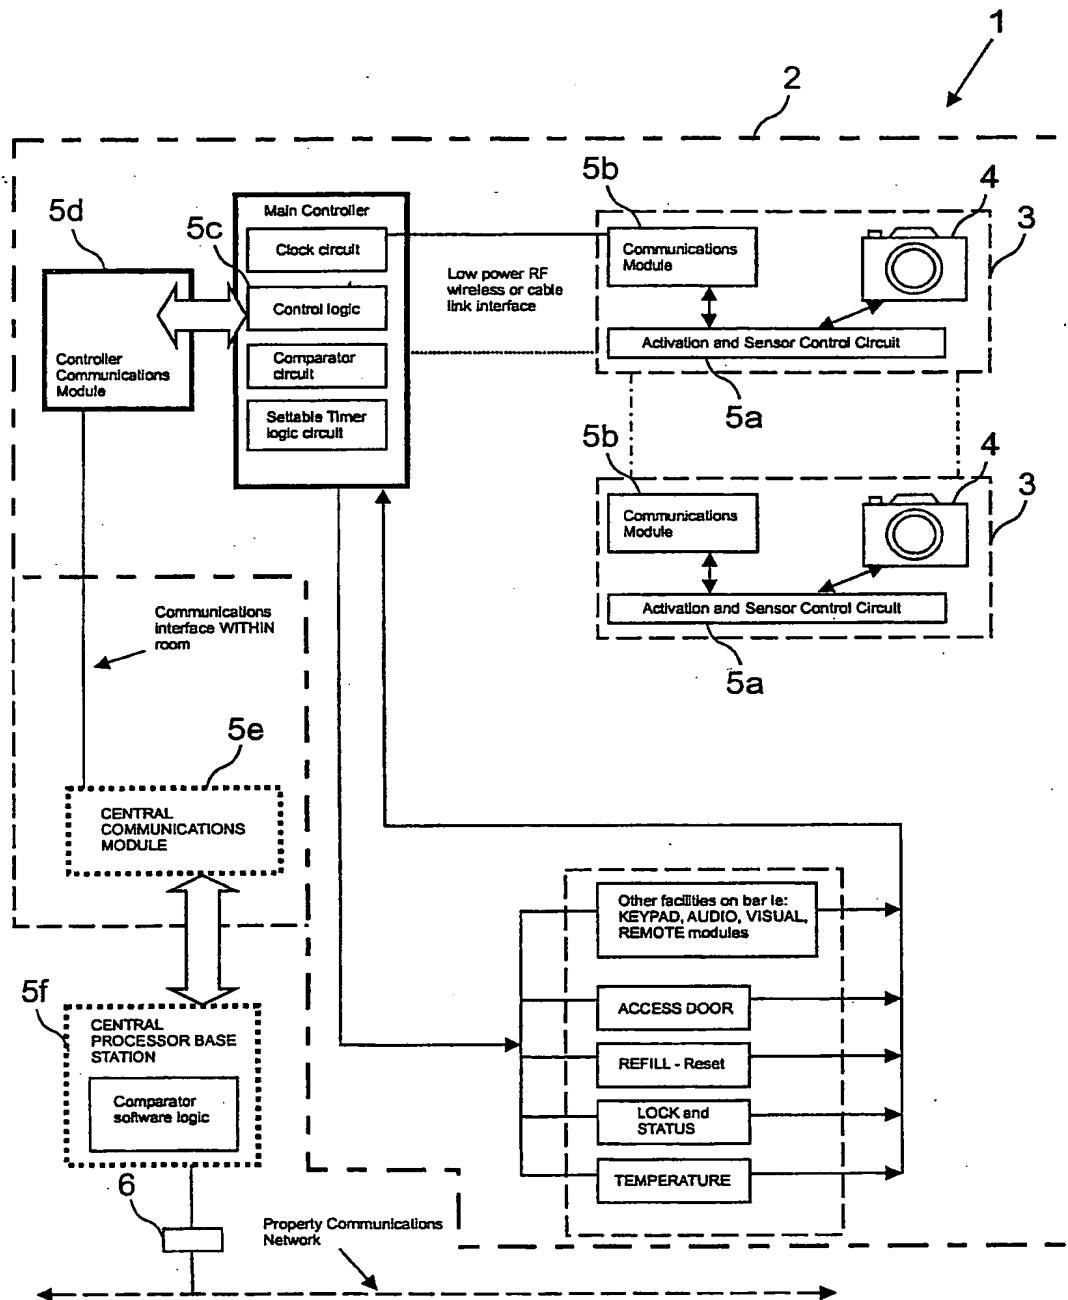 1
2
5b
4
5d
3
Main Controller
5c
Clock circuit
Communications
Module
Low power RF
wireless or cable
link interface
Control logic
Controller
Communications
Module
Comparator
circuit
Activation and Sensor Control Circuit
5a
Settable Timer
logic circuit
5b
4
3
Communications
Module
Activation and Sensor Control Circuit
5a
Communications
interface WITHIN
room
5e
CENTRAL
COMMUNICATIONS
MODULE
Other facilities on bar ie:
KEYPAD, AUDIO, VISUAL,
REMOTE modules
5f
CENTRAL
PROCESSOR BASE
STATION
ACCESS DOOR
REFILL - Reset
Comparator
software logic
LOCK and
STATUS
TEMPERATURE
6
Property Communications
Network